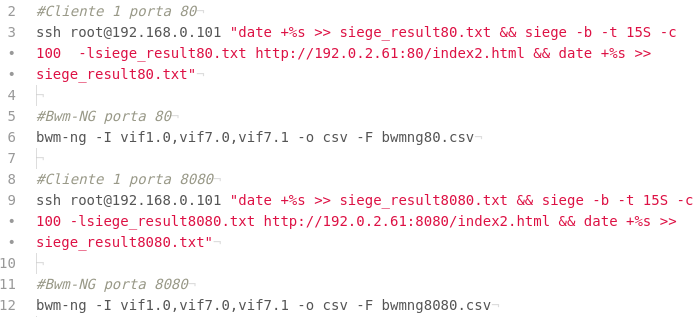 2 #Cliente 1 porta 80¬
3 ssh root@192.168.0.101 "date +%s >> siege_result80.txt && siege -b -t 15S -c
• 100  -lsiege_result80.txt http://192.0.2.61:80/index2.html && date +%s >>
• siege_result80.txt"¬
4 ¬
5 #Bwm-NG porta 80¬
6 bwm-ng -I vif1.0,vif7.0,vif7.1 -o csv -F bwmng80.csv¬
7 ¬
8 #Cliente 1 porta 8080¬
9 ssh root@192.168.0.101 "date +%s >> siege_result8080.txt && siege -b -t 15S -c
• 100 -lsiege_result8080.txt http://192.0.2.61:8080/index2.html && date +%s >>
• siege_result8080.txt"¬
10 ¬
11 #Bwm-NG porta 8080¬
12 bwm-ng -I vif1.0,vif7.0,vif7.1 -o csv -F bwmng8080.csv¬